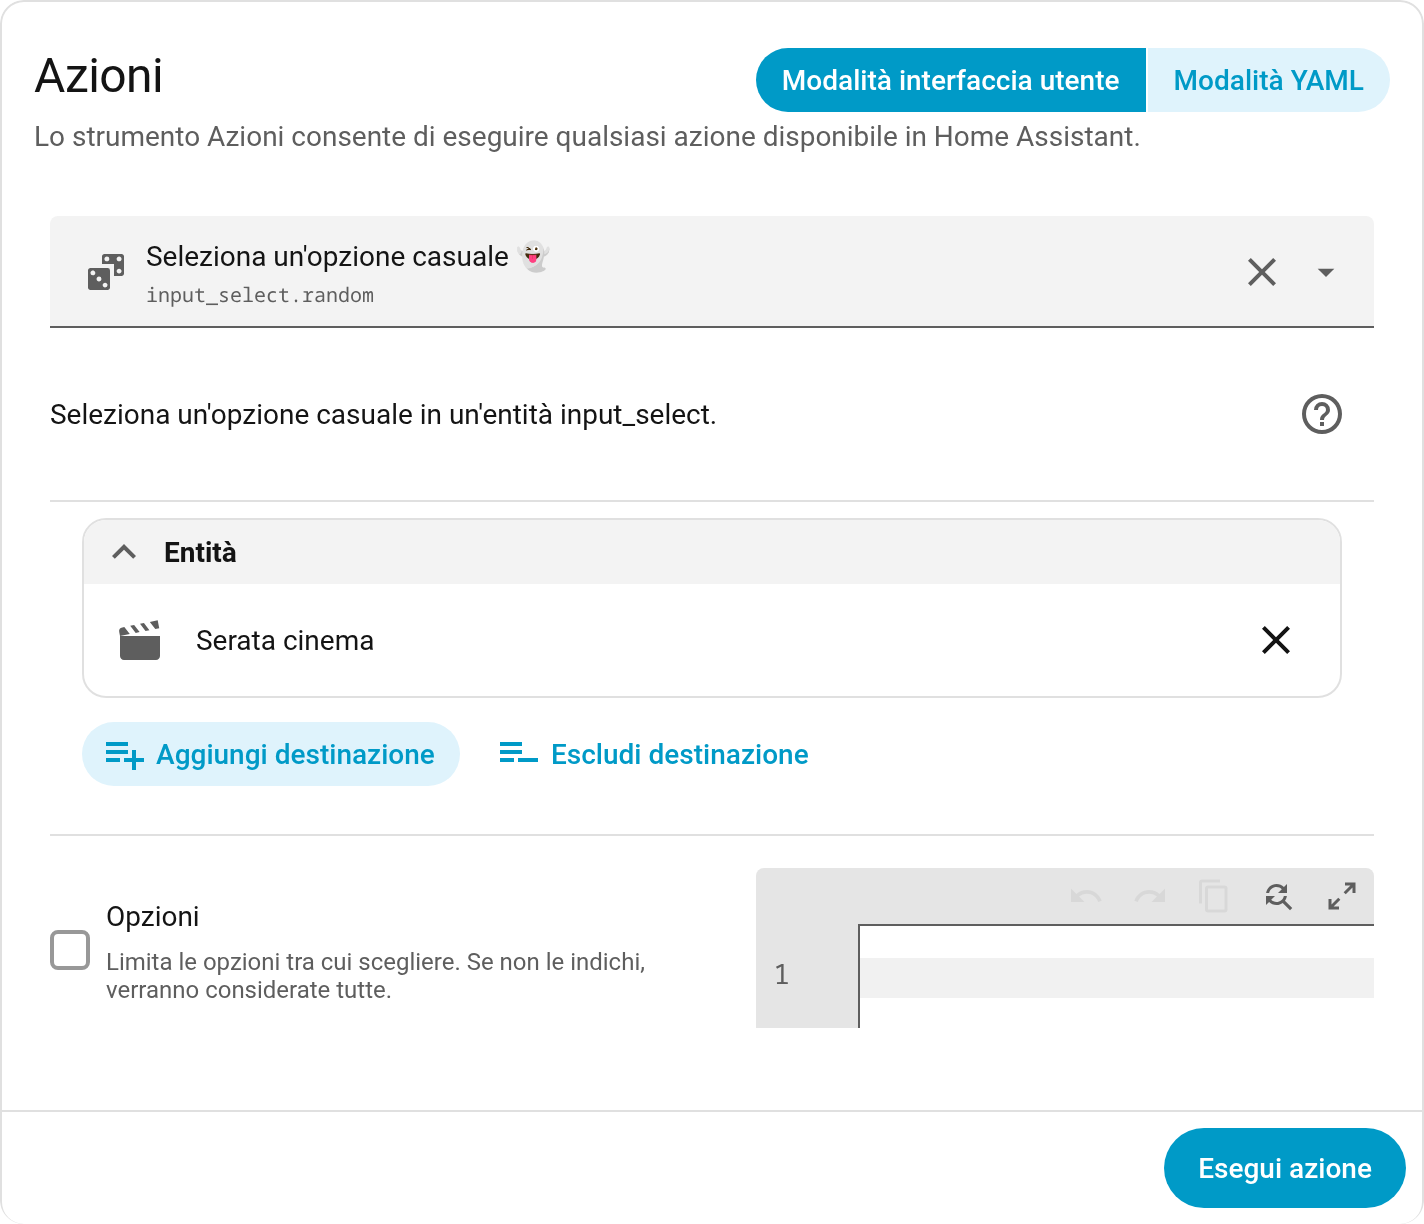 Azioni
Modalità interfaccia utente
Modalità YAML
Lo strumento Azioni consente di eseguire qualsiasi azione disponibile in Home Assistant.
Seleziona un'opzione casuale 👻
input_select.random
Seleziona un'opzione casuale in un'entità input_select.
Entità
Serata cinema
Aggiungi destinazione
Escludi destinazione
Opzioni
Limita le opzioni tra cui scegliere. Se non le indichi,
verranno considerate tutte.
1
Esegui azione